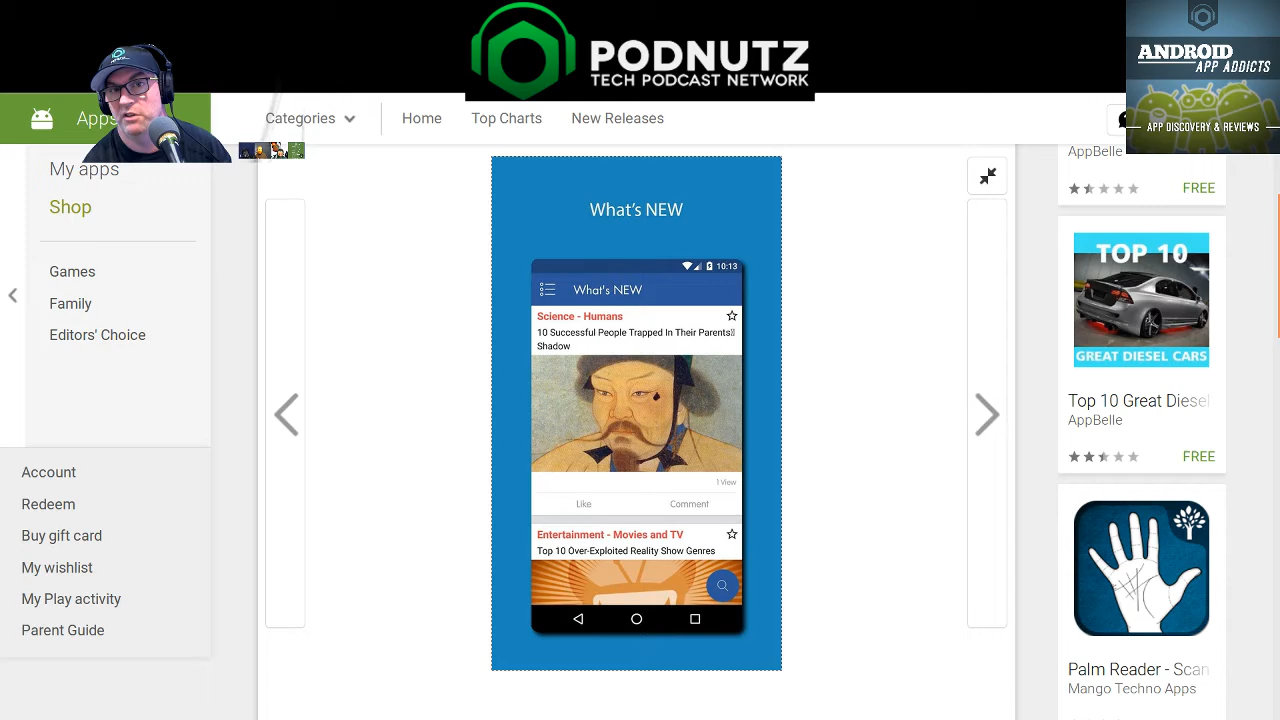 PODNUTZ
TECH PODCAST NETWORK
ANDROID
APP ADDICTS
APP DISCOVERY & REVIEWS
Apps
Categories
Home
Top Charts
New Releases
My apps
Shop
Games
Family
Editors' Choice
Account
Redeem
Buy gift card
My wishlist
My Play activity
Parent Guide
What's NEW
10:13
What's NEW
Science - Humans
10 Successful People Trapped In Their Parents
Shadow
1 View
Like
Comment
Entertainment - Movies and TV
Top 10 Over-Exploited Reality Show Genres
AppBelle
FREE
TOP 10
GREAT DIESEL CARS
Top 10 Great Diesel
AppBelle
FREE
Palm Reader - Scan
Mango Techno Apps